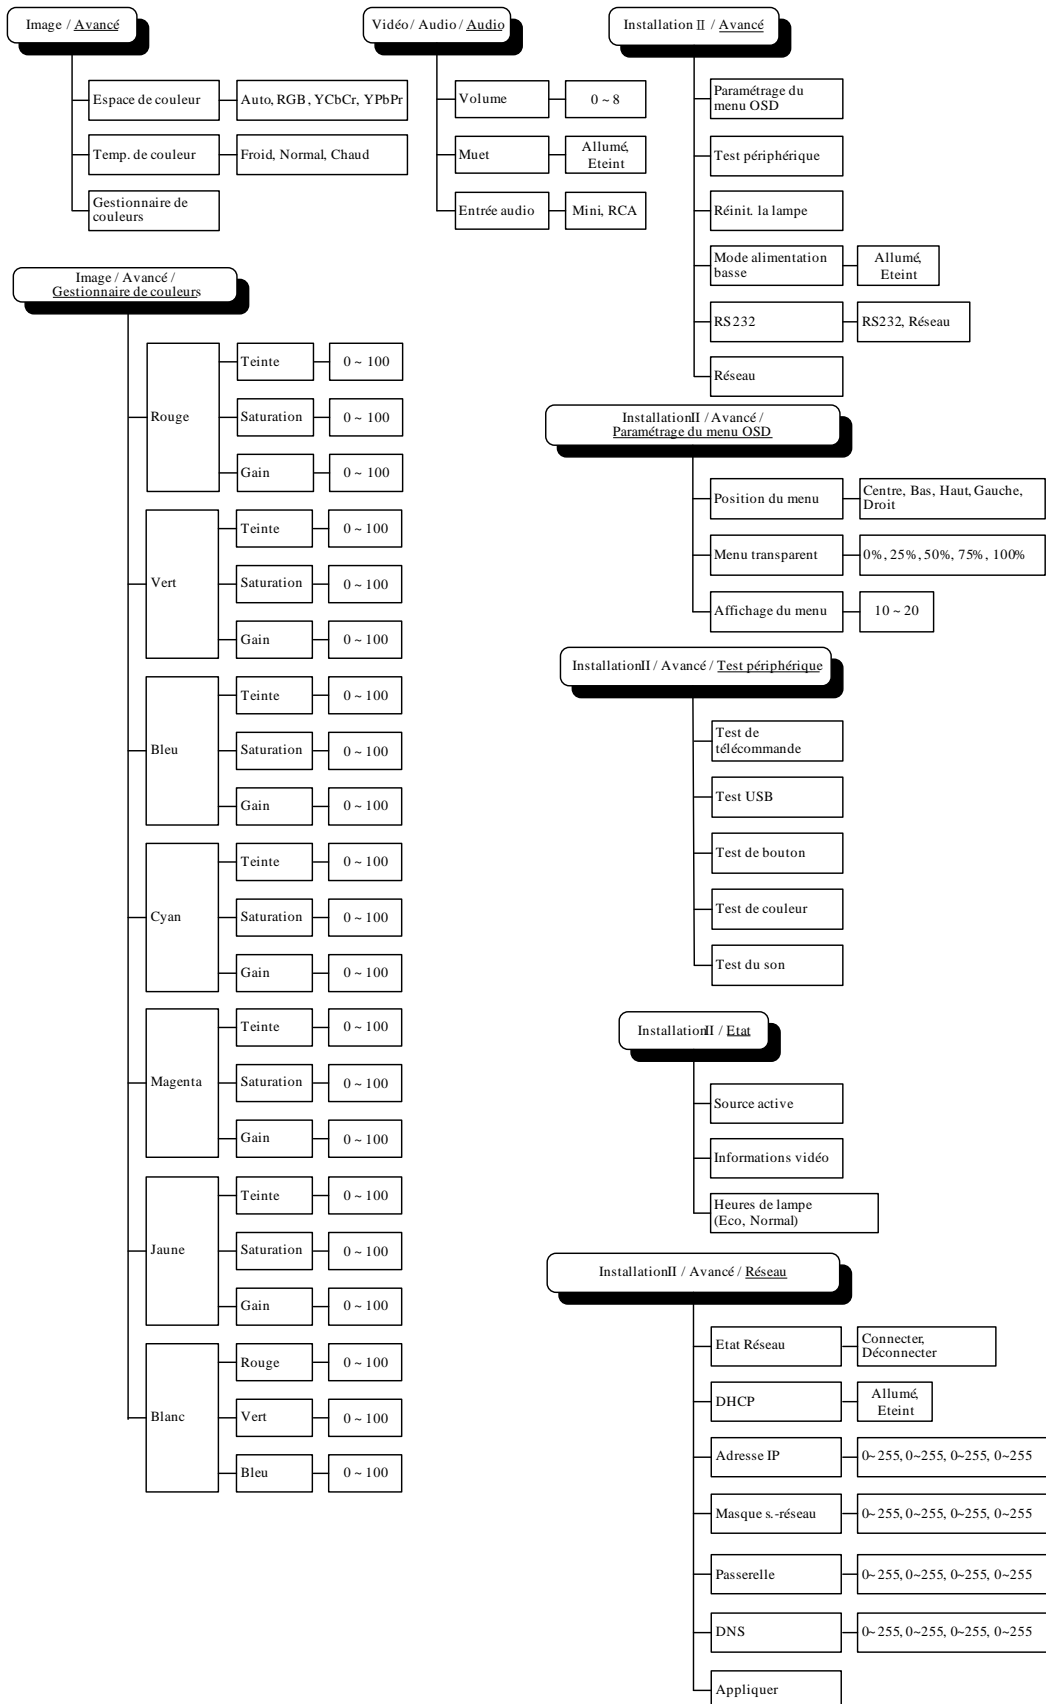 Image / Avancé
Espace de couleur
Auto, RGB, YCbCr, YPbPr
Temp. de couleur
Froid, Normal, Chaud
Gestionnaire de
couleurs
Vidéo / Audio / Audio
Volume
0 ~ 8
Muet
Allumé,
Eteint
Entrée audio
Mini, RCA
Image / Avancé /
Gestionnaire de couleurs
Rouge
Teinte
0 ~ 100
Saturation
0 ~ 100
Gain
0 ~ 100
Vert
Teinte
0 ~ 100
Saturation
0 ~ 100
Gain
0 ~ 100
Bleu
Teinte
0 ~ 100
Saturation
0 ~ 100
Gain
0 ~ 100
Cyan
Teinte
0 ~ 100
Saturation
0 ~ 100
Gain
0 ~ 100
Magenta
Teinte
0 ~ 100
Saturation
0 ~ 100
Gain
0 ~ 100
Jaune
Teinte
0 ~ 100
Saturation
0 ~ 100
Gain
0 ~ 100
Blanc
Rouge
0 ~ 100
Vert
0 ~ 100
Bleu
0 ~ 100
Installation II / Avancé
Paramétrage du
menu OSD
Test périphérique
Réinit. la lampe
Mode alimentation
basse
Allumé,
Eteint
RS232
RS232, Réseau
Réseau
InstallationII / Avancé /
Paramétrage du menu OSD
Position du menu
Centre, Bas, Haut, Gauche,
Droit
Menu transparent
0%, 25%, 50%, 75%, 100%
Affichage du menu
10 ~ 20
InstallationII / Avancé / Test périphérique
Test de
télécommande
Test USB
Test de bouton
Test de couleur
Test du son
InstallationII / Etat
Source active
Informations vidéo
Heures de lampe
(Eco, Normal)
InstallationII / Avancé / Réseau
Etat Réseau
Connecter,
Déconnecter
DHCP
Allumé,
Eteint
Adresse IP
0~255, 0~255, 0~255, 0~255
Masque s.-réseau
0~255, 0~255, 0~255, 0~255
Passerelle
0~255, 0~255, 0~255, 0~255
DNS
0~255, 0~255, 0~255, 0~255
Appliquer